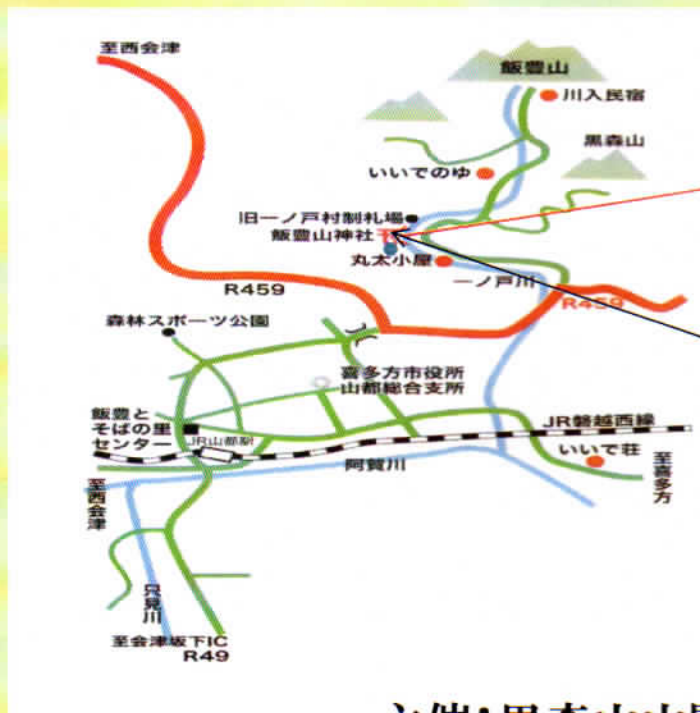 至西会津
飯豊山
川入民宿
黒森山
いいでのゆ
旧一ノ戸村制札場
飯豊山神社
丸太小屋
一ノ戸川
R459
R459
森林スポーツ公園
喜多方市役所
山都総合支所
飯豊と
そばの里
センター
JR山都駅
JR磐越西線
いいで荘
阿賀川
至喜多方
至西会津
只見川
至会津坂下IC
R49